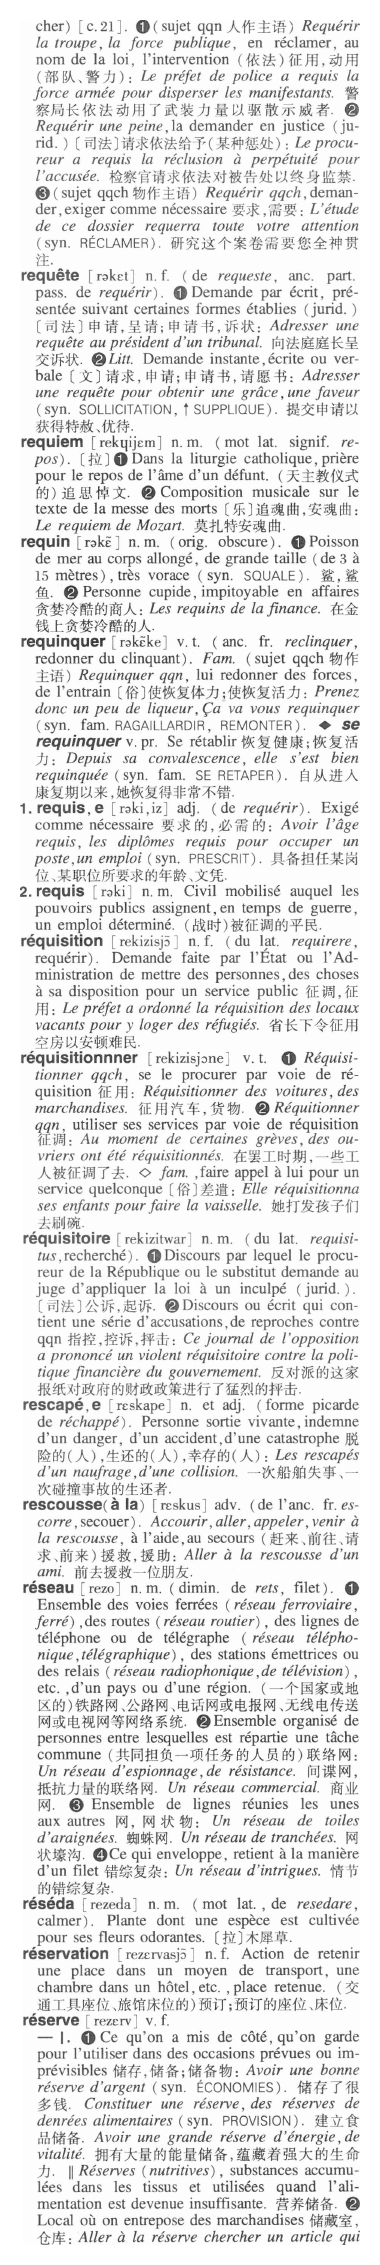 cher) [c.21]. ❶(sujet qqn 人作主语) Requérir
la troupe, la force publique, en réclamer, au
nom de la loi, l'intervention (依法)征用,动用
(部队、警力): Le préfet de police a requis la
force armée pour disperser les manifestants. 警
察局长依法动用了武装力量以驱散示威者. ❷
Requérir une peine,la demander en justice (ju-
rid.)〔司法〕请求依法给予(某种惩处): Le procu-
reur a requis la réclusion à perpétuité pour
l'accusée. 检察官请求依法对被告处以终身监禁.
❸(sujet qqch 物作主语) Requérir qqch,deman-
der,exiger comme nécessaire 要求,需要: L'étude
de ce dossier requerra toute votre attention
(syn. RÉCLAMER). 研究这个案卷需要您全神贯
注.
requête [rəkɛt] n.f. (de requeste, anc. part.
pass. de requérir). ❶Demande par écrit, pré-
sentée suivant certaines formes établies (jurid.)
〔司法〕申请,呈请;申请书,诉状: Adresser une
requête au président d'un tribunal. 向法庭庭长呈
交诉状. ❷Litt. Demande instante,écrite ou ver-
bale〔文〕请求,申请;申请书,请愿书: Adresser
une requête pour obtenir une grâce,une faveur
(syn. SOLLICITATION, ↑ SUPPLIQUE). 提交申请以
获得特赦、优待.
requiem [rekɥijɛm] n.m. (mot lat. signif. re-
pos).〔拉〕❶Dans la liturgie catholique,prière
pour le repos de l'âme d'un défunt. (天主教仪式
的)追思悼文. ❷ Composition musicale sur le
texte de la messe des morts〔乐〕追魂曲,安魂曲:
Le requiem de Mozart. 莫扎特安魂曲.
requin [rəkɛ̃] n.m. (orig. obscure). ❶Poisson
de mer au corps allongé, de grande taille (de 3 à
15 mètres), très vorace (syn. SQUALE). 鲨,鲨
鱼. ❷ Personne cupide,impitoyable en affaires
贪婪冷酷的商人: Les requins de la finance. 在金
钱上贪婪冷酷的人.
requinquer [rəkɛ̃ke] v.t. (anc. fr. reclinquer,
redonner du clinquant). Fam. (sujet qqch 物作
主语) Requinquer qqn, lui redonner des forces,
de l'entrain〔俗〕使恢复体力;使恢复活力: Prenez
donc un peu de liqueur,Ça va vous requinquer
(syn. fam. RAGAILLARDIR, REMONTER). ◆ se
requinquer v.pr. Se rétablir 恢复健康;恢复活
力: Depuis sa convalescence, elle s'est bien
requinquée (syn. fam. SE RETAPER). 自从进入
康复期以来,她恢复得非常不错.
1. requis,e [rəki,iz] adj. (de requérir). Exigé
comme nécessaire 要求的,必需的: Avoir l'âge
requis, les diplômes requis pour occuper un
poste,un emploi (syn. PRESCRIT). 具备担任某岗
位、某职位所要求的年龄、文凭.
2. requis [rəki] n.m. Civil mobilisé auquel les
pouvoirs publics assignent,en temps de guerre,
un emploi déterminé. (战时)被征调的平民.
réquisition [rekizisjɔ̃] n.f. (du lat. requirere,
requérir). Demande faite par l'État ou l'Ad-
ministration de mettre des personnes,des choses
à sa disposition pour un service public 征调,征
用: Le préfet a ordonné la réquisition des locaux
vacants pour y loger des réfugiés. 省长下令征用
空房以安顿难民.
réquisitionnner [rekizisjɔne] v.t. ❶ Réquisi-
tionner qqch, se le procurer par voie de ré-
quisition 征用: Réquisitionner des voitures,des
marchandises. 征用汽车,货物. ❷Réquitionner
qqn, utiliser ses services par voie de réquisition
征调: Au moment de certaines grèves,des ou-
vriers ont été réquisitionnés. 在罢工时期,一些工
人被征调了去. ◇ fam.,faire appel à lui pour un
service quelconque〔俗〕差遣: Elle réquisitionna
ses enfants pour faire la vaisselle. 她打发孩子们
去刷碗.
réquisitoire [rekizitwar] n.m. (du lat. requisi-
tus,recherché). ❶Discours par lequel le procu-
reur de la République ou le substitut demande au
juge d'appliquer la loi à un inculpé (jurid.).
〔司法〕公诉,起诉. ❷Discours ou écrit qui con-
tient une série d'accusations,de reproches contre
qqn 指控,控诉,抨击: Ce journal de l'opposition
a prononcé un violent réquisitoire contre la poli-
tique financière du gouvernement. 反对派的这家
报纸对政府的财政政策进行了猛烈的抨击.
rescapé,e [rɛskape] n. et adj. (forme picarde
de réchappé). Personne sortie vivante,indemne
d'un danger, d'un accident,d'une catastrophe 脱
险的(人),生还的(人),幸存的(人): Les rescapés
d'un naufrage,d'une collision. 一次船舶失事、一
次碰撞事故的生还者.
rescousse(à la) [rɛskus] adv. (de l'anc. fr. es-
corre,secouer). Accourir,aller,appeler,venir à
la rescousse, à l'aide,au secours (赶来、前往、请
求、前来)援救,援助: Aller à la rescousse d'un
ami. 前去援救一位朋友.
réseau [rezo] n.m. (dimin. de rets, filet). ❶
Ensemble des voies ferrées (réseau ferroviaire,
ferré),des routes (réseau routier), des lignes de
téléphone ou de télégraphe (réseau télépho-
nique,télégraphique), des stations émettrices ou
des relais (réseau radiophonique,de télévision),
etc.,d'un pays ou d'une région. (一个国家或地
区的)铁路网、公路网、电话网或电报网、无线电传送
网或电视网等网络系统. ❷Ensemble organisé de
personnes entre lesquelles est répartie une tâche
commune (共同担负一项任务的人员的)联络网:
Un réseau d'espionnage,de résistance. 间谍网,
抵抗力量的联络网. Un réseau commercial. 商业
网. ❸ Ensemble de lignes réunies les unes
aux autres 网,网状物: Un réseau de toiles
d'araignées. 蜘蛛网. Un réseau de tranchées. 网
状壕沟. ❹Ce qui enveloppe, retient à la manière
d'un filet 错综复杂: Un réseau d'intrigues. 情节
的错综复杂.
réséda [rezeda] n.m. (mot lat., de resedare,
calmer). Plante dont une espèce est cultivée
pour ses fleurs odorantes.〔拉〕木犀草.
réservation [rezɛrvasjɔ̃] n.f. Action de retenir
une place dans un moyen de transport, une
chambre dans un hôtel,etc.,place retenue. (交
通工具座位、旅馆床位的)预订;预订的座位、床位.
réserve [rezɛrv] v.f.
— Ⅰ. ❶ Ce qu'on a mis de côté,qu'on garde
pour l'utiliser dans des occasions prévues ou im-
prévisibles 储存,储备;储备物: Avoir une bonne
réserve d'argent (syn. ÉCONOMIES). 储存了很
多钱. Constituer une réserve,des réserves de
denrées alimentaires (syn. PROVISION). 建立食
品储备. Avoir une grande réserve d'énergie,de
vitalité. 拥有大量的能量储备,蕴藏着强大的生命
力. ‖ Réserves (nutritives), substances accumu-
lées dans les tissus et utilisées quand l'ali-
mentation est devenue insuffisante. 营养储备. ❷
Local où on entrepose des marchandises 储藏室,
仓库: Aller à la réserve chercher un article qui